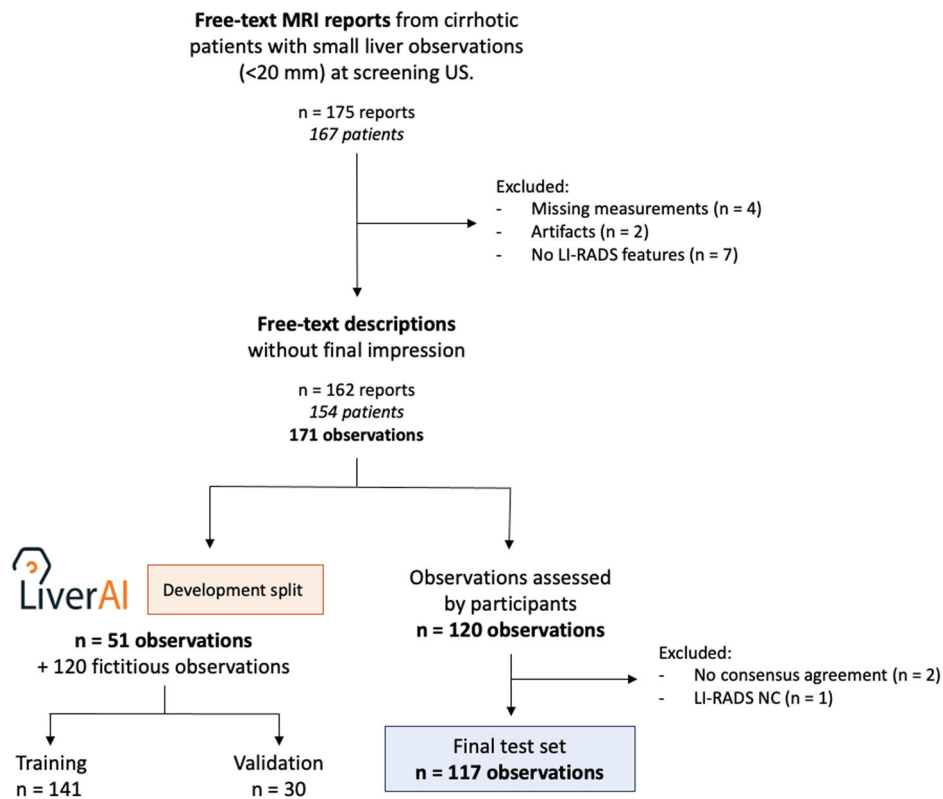 Free-text MRI reports from cirrhotic
patients with small liver observations
(<20 mm) at screening US.
n = 175 reports
167 patients
Excluded:
- Missing measurements (n = 4)
- Artifacts (n = 2)
- No LI-RADS features (n = 7)
Free-text descriptions
without final impression
n = 162 reports
154 patients
171 observations
LiverAI
Development split
n = 51 observations
+ 120 fictitious observations
Training
n = 141
Validation
n = 30
Observations assessed
by participants
n = 120 observations
Excluded:
- No consensus agreement (n = 2)
- LI-RADS NC (n = 1)
Final test set
n = 117 observations